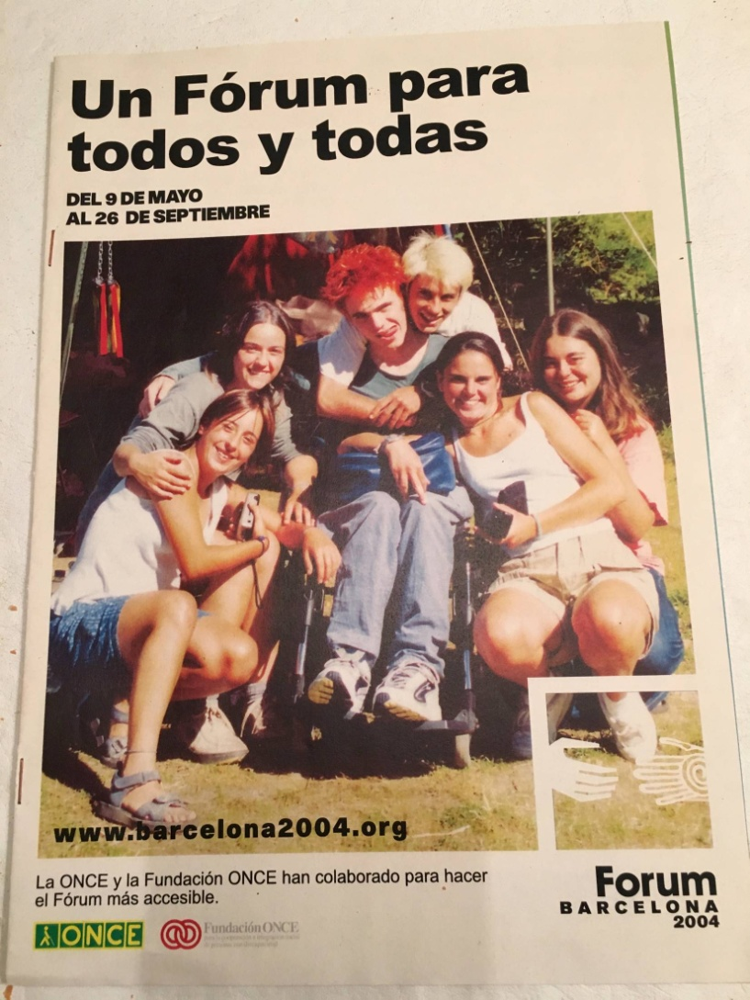 Un Fórum para
todos y todas
DEL 9 DE MAYO
AL 26 DE SEPTIEMBRE
www.barcelona2004.org
La ONCE y la Fundación ONCE han colaborado para hacer
el Fórum más accesible.
ONCE
Fundación ONCE
Forum
BARCELONA
2004